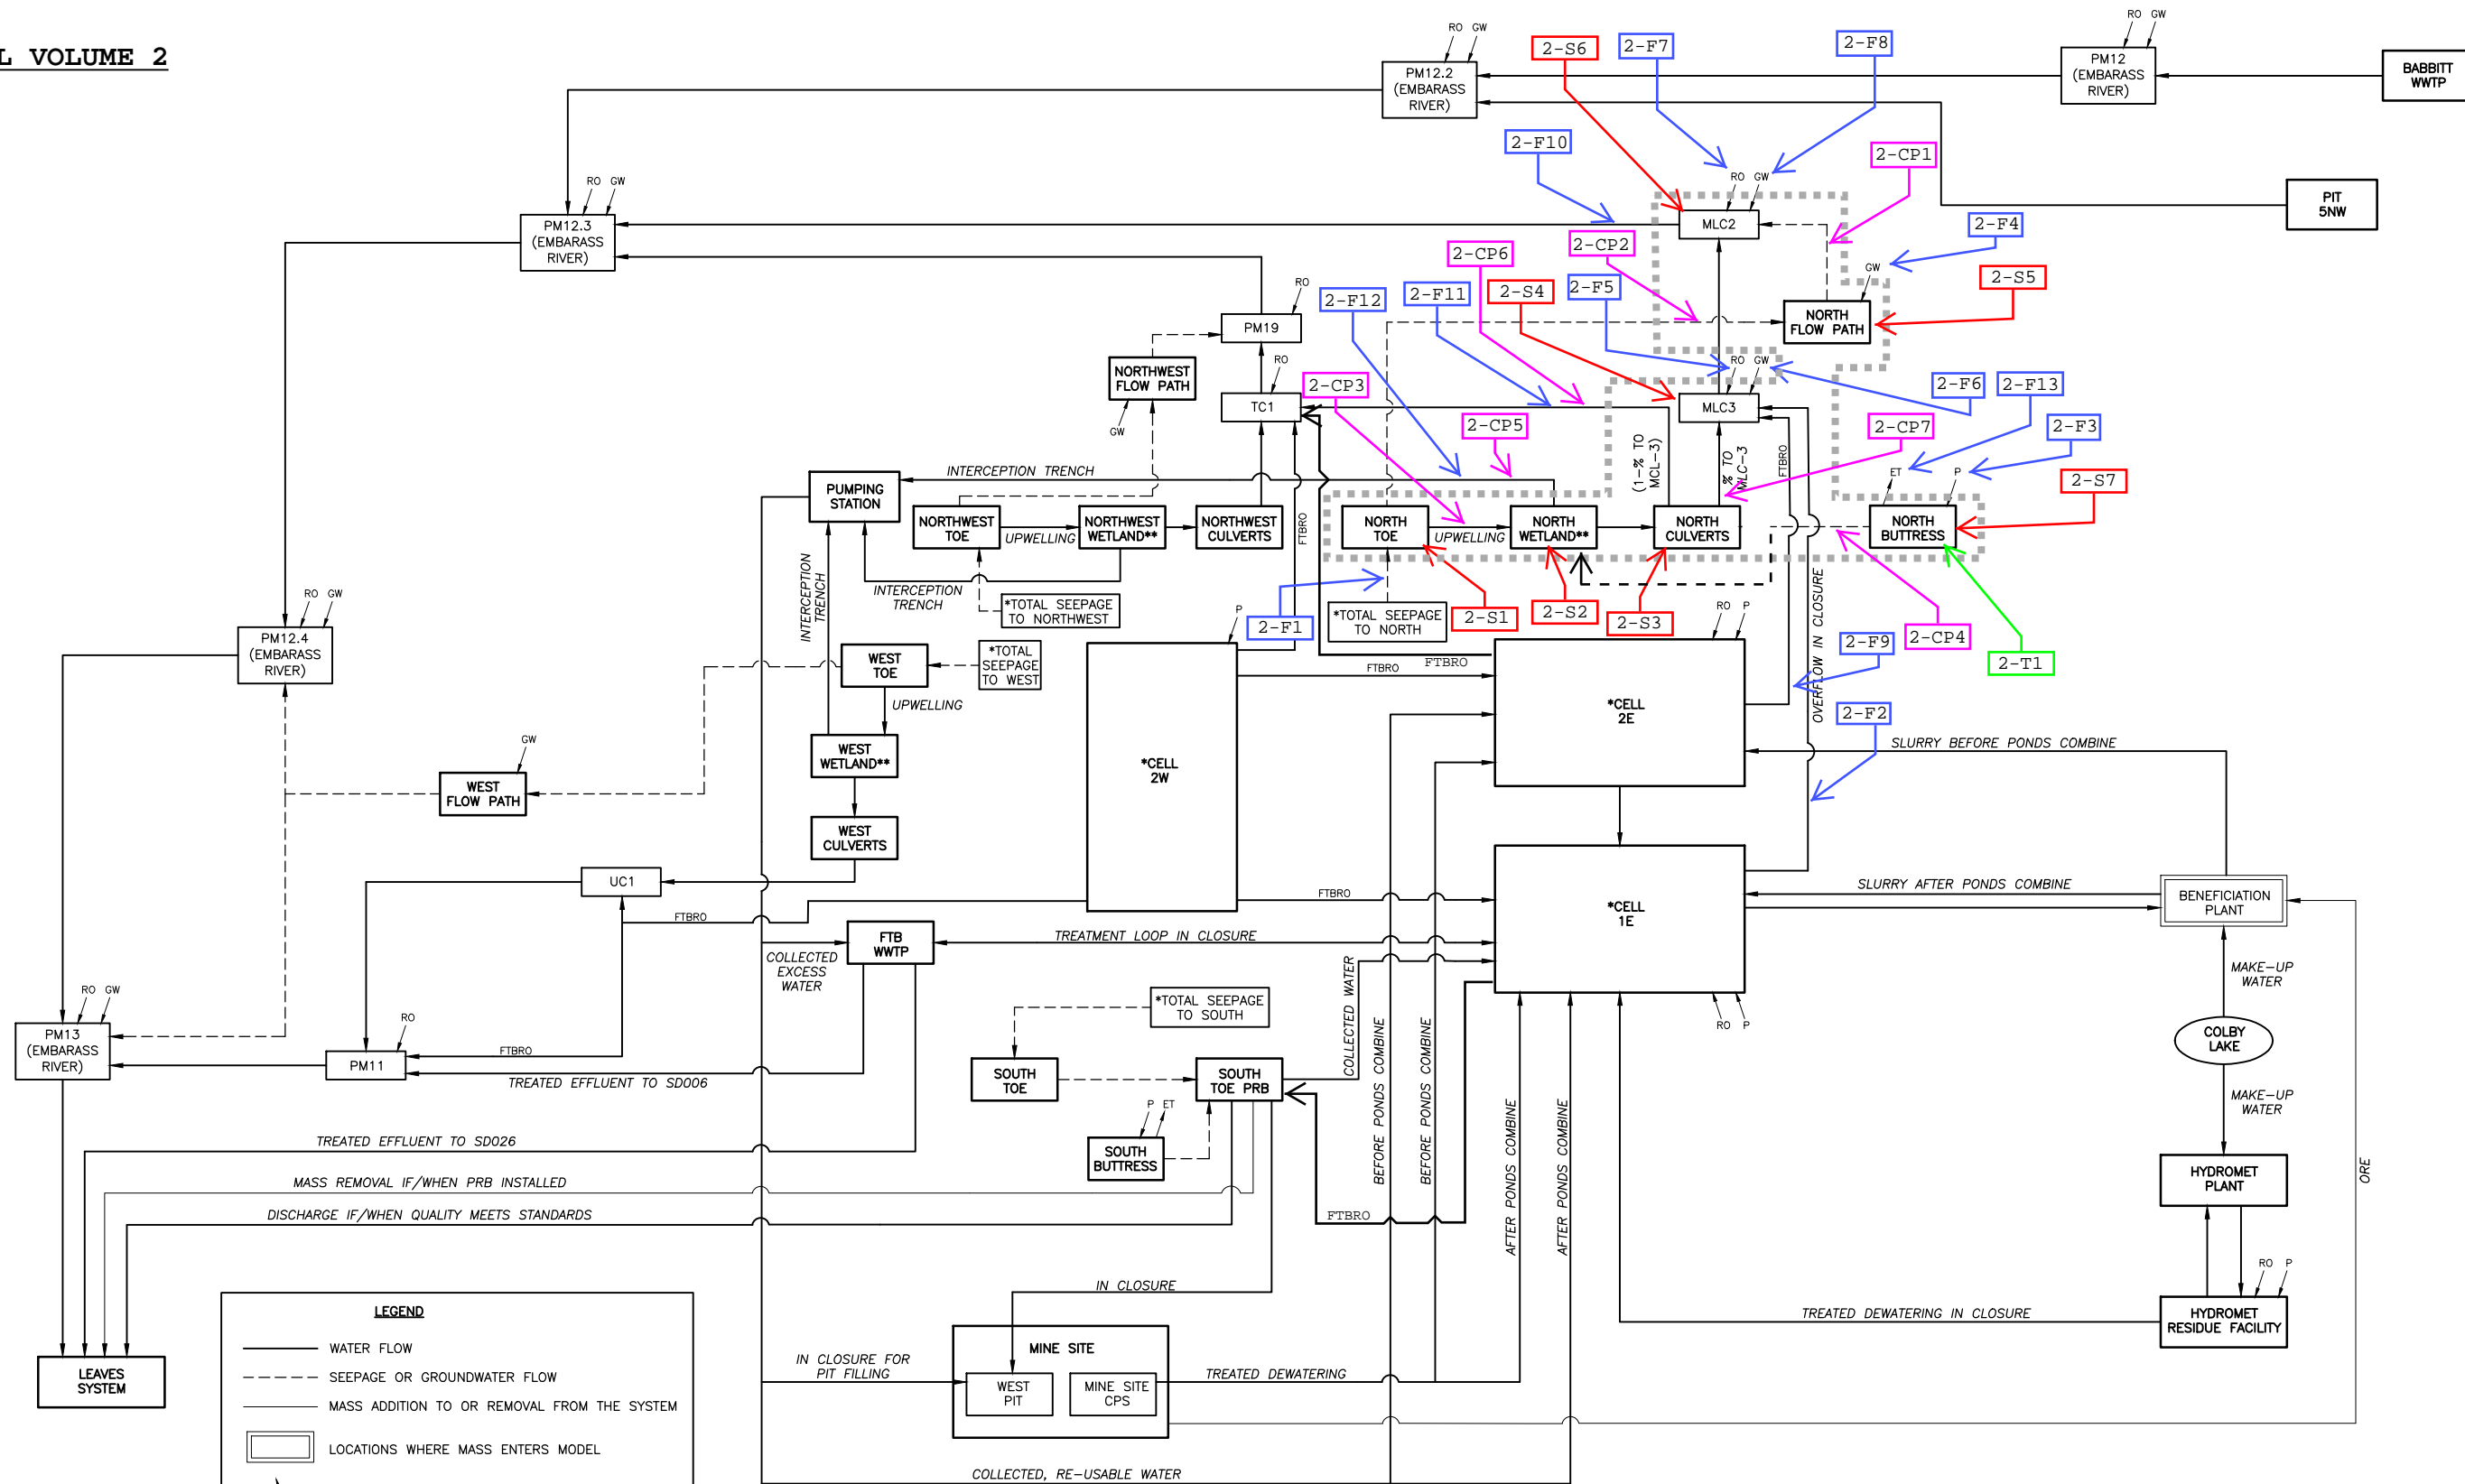 L VOLUME 2
RO GW
PM12.2
(EMBARASS
RIVER)
2-S6
2-F7
2-F8
RO GW
PM12
(EMBARASS
RIVER)
BABBITT
WWTP
2-F10
2-CP1
PIT
5NW
RO GW
PM12.3
(EMBARASS
RIVER)
RO GW
MLC2
2-CP2
2-CP6
2-F4
GW
2-S5
NORTH
FLOW PATH
2-F12
2-F11
2-S4
2-F5
RO
PM19
NORTHWEST
FLOW PATH
GW
RO
TC1
2-CP3
2-CP5
RO GW
MLC3
2-F6
2-F13
2-F3
2-CP7
(1-% TO
MCL-3)
% TO
MLC-3
FTBRO
ET
P
2-S7
INTERCEPTION TRENCH
PUMPING
STATION
NORTHWEST
TOE
UPWELLING
NORTHWEST
WETLAND**
NORTHWEST
CULVERTS
FTBRO
NORTH
TOE
UPWELLING
NORTH
WETLAND**
NORTH
CULVERTS
NORTH
BUTTRESS
INTERCEPTION
TRENCH
INTERCEPTION
TRENCH
*TOTAL SEEPAGE
TO NORTHWEST
2-F1
*TOTAL SEEPAGE
TO NORTH
2-S1
2-S2
2-S3
2-CP4
2-T1
OVERFLOW IN CLOSURE
RO GW
PM12.4
(EMBARASS
RIVER)
WEST
TOE
*TOTAL
SEEPAGE
TO WEST
UPWELLING
P
*CELL
2W
FTBRO
FTBRO
RO P
*CELL
2E
2-F9
2-F2
SLURRY BEFORE PONDS COMBINE
GW
WEST
FLOW PATH
WEST
WETLAND**
WEST
CULVERTS
UC1
FTBRO
FTBRO
*CELL
1E
RO P
SLURRY AFTER PONDS COMBINE
BENEFICIATION
PLANT
FTB
WWTP
TREATMENT LOOP IN CLOSURE
COLLECTED
EXCESS
WATER
MAKE-UP
WATER
COLBY
LAKE
MAKE-UP
WATER
RO GW
PM13
(EMBARASS
RIVER)
RO
PM11
FTBRO
TREATED EFFLUENT TO SD006
*TOTAL SEEPAGE
TO SOUTH
SOUTH
TOE
SOUTH
TOE PRB
COLLECTED WATER
P ET
SOUTH
BUTTRESS
BEFORE PONDS COMBINE
BEFORE PONDS COMBINE
AFTER PONDS COMBINE
AFTER PONDS COMBINE
TREATED EFFLUENT TO SD026
MASS REMOVAL IF/WHEN PRB INSTALLED
DISCHARGE IF/WHEN QUALITY MEETS STANDARDS
FTBRO
HYDROMET
PLANT
ORE
RO P
HYDROMET
RESIDUE FACILITY
TREATED DEWATERING IN CLOSURE
IN CLOSURE
MINE SITE
WEST
PIT
MINE SITE
CPS
IN CLOSURE FOR
PIT FILLING
TREATED DEWATERING
LEAVES
SYSTEM
LEGEND
WATER FLOW
SEEPAGE OR GROUNDWATER FLOW
MASS ADDITION TO OR REMOVAL FROM THE SYSTEM
LOCATIONS WHERE MASS ENTERS MODEL
COLLECTED, RE-USABLE WATER